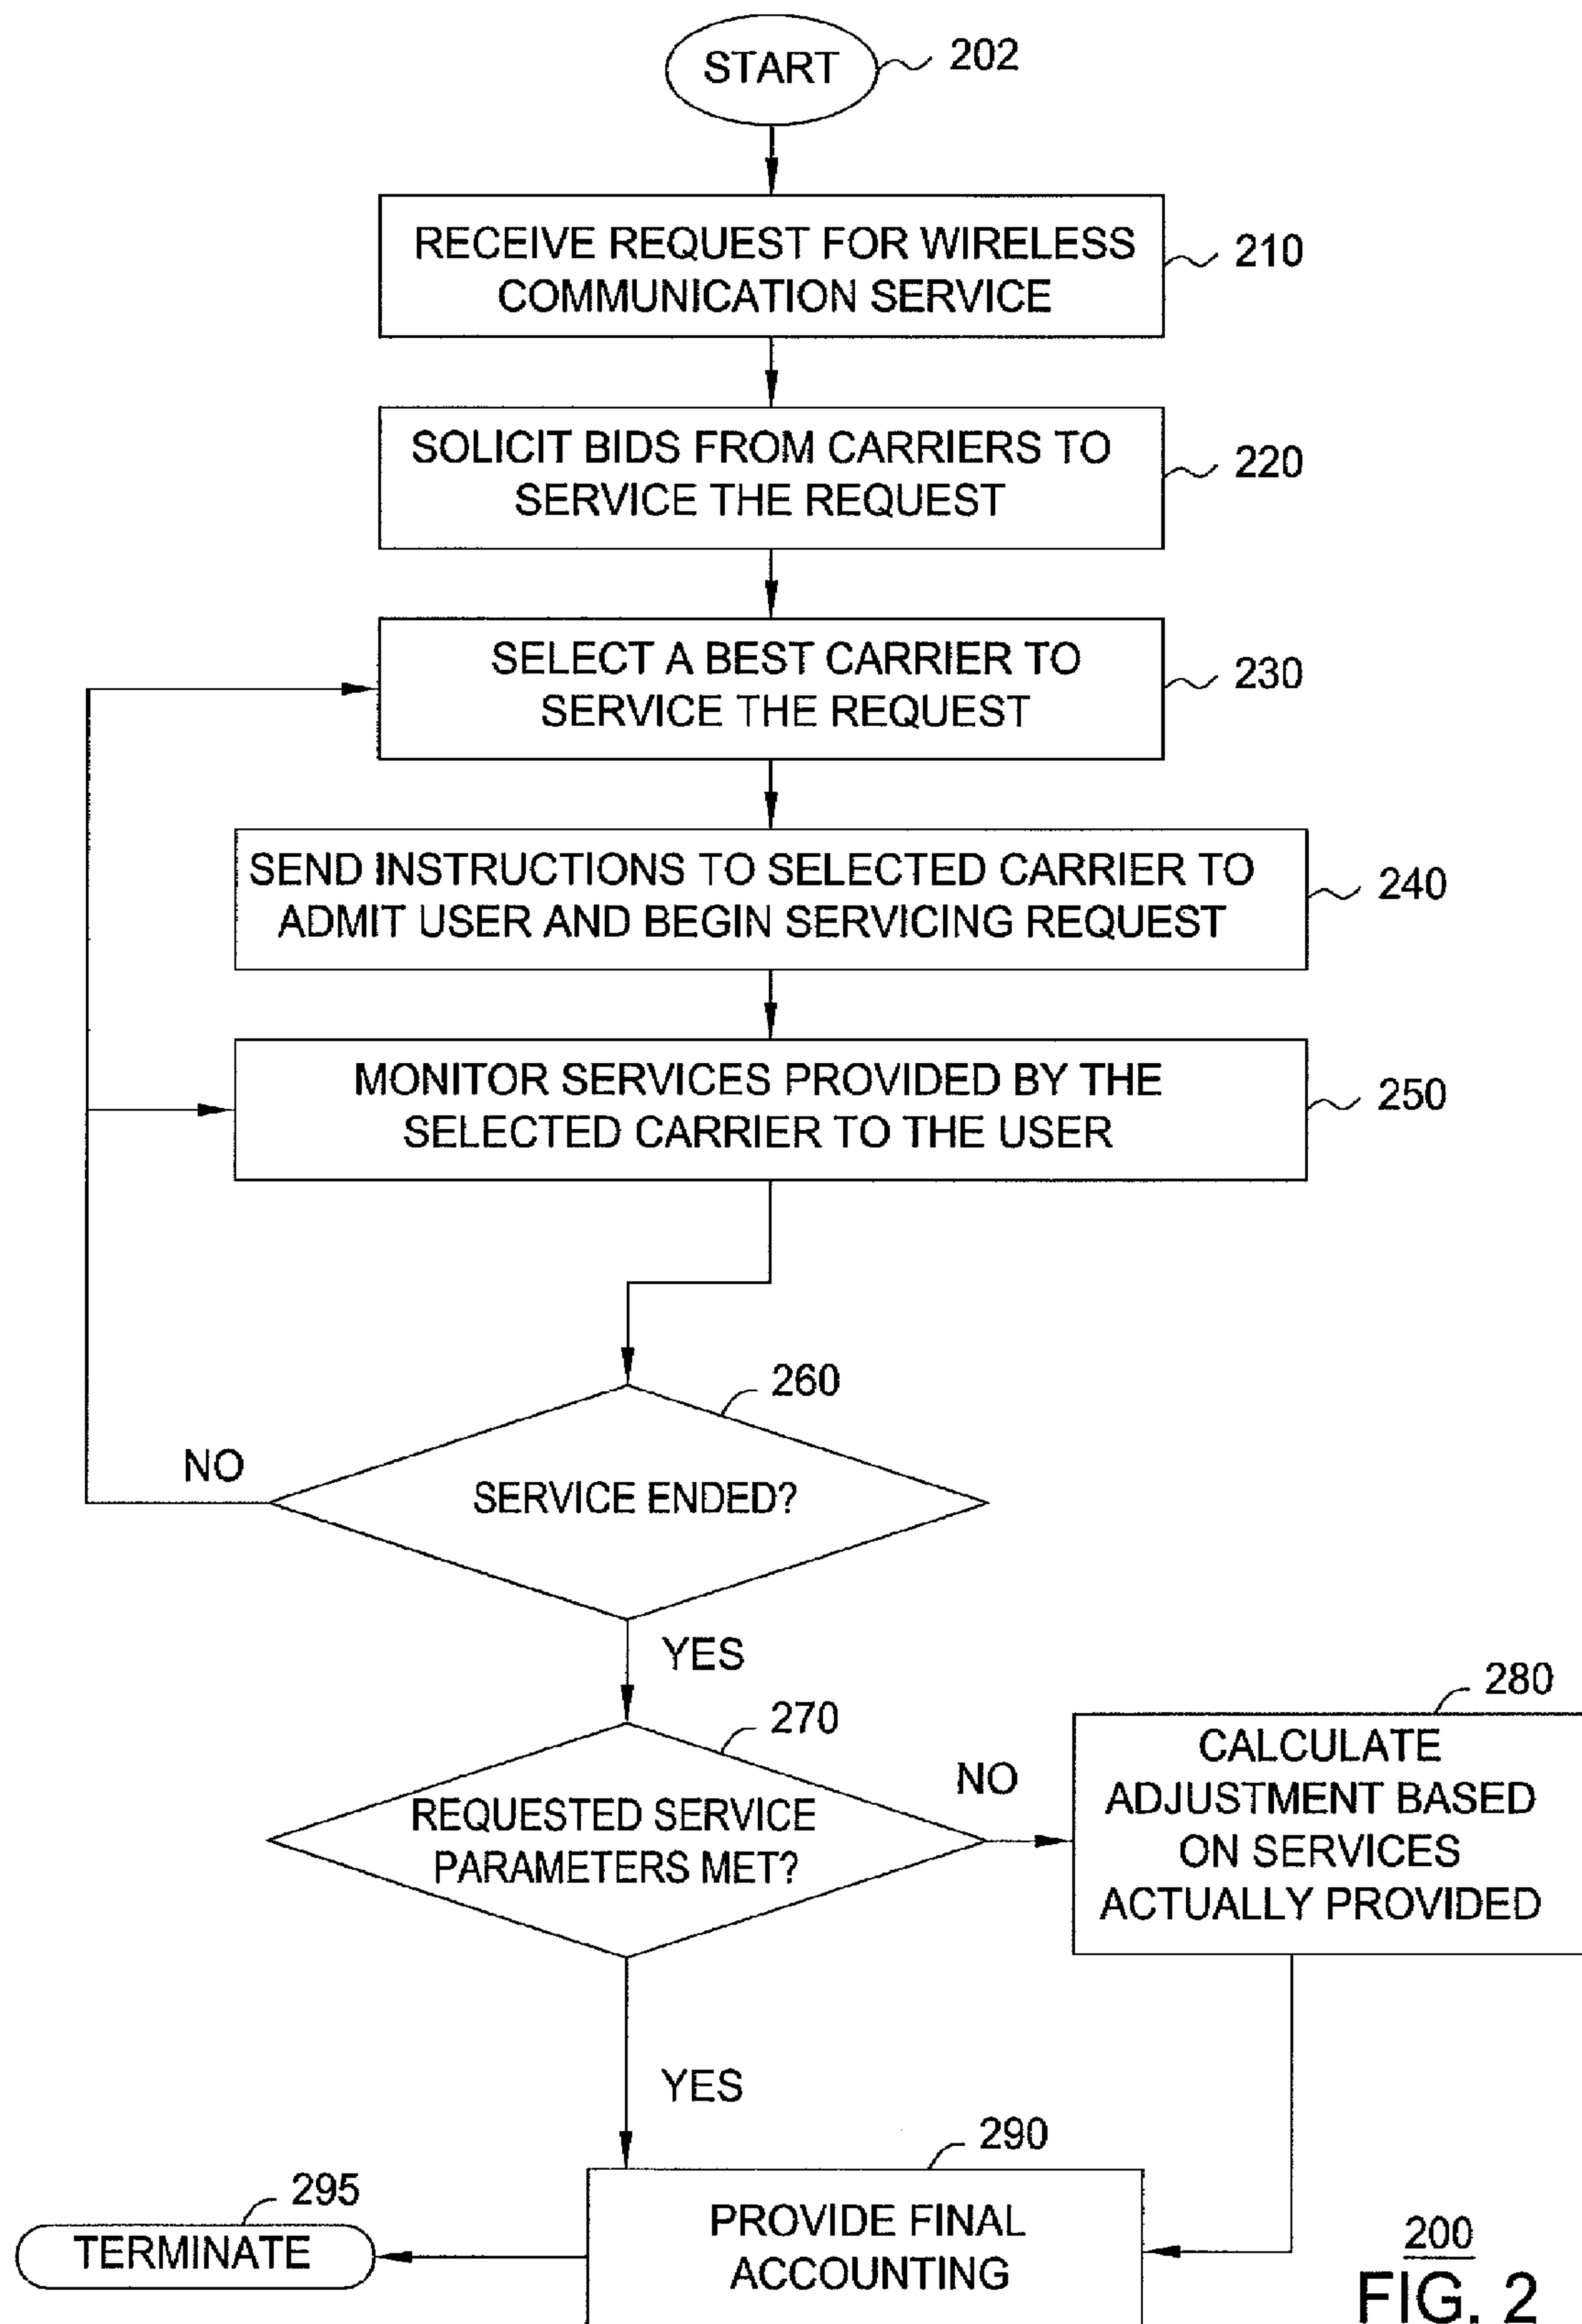 START
202
RECEIVE REQUEST FOR WIRELESS
COMMUNICATION SERVICE
210
SOLICIT BIDS FROM CARRIERS TO
SERVICE THE REQUEST
220
SELECT A BEST CARRIER TO
SERVICE THE REQUEST
230
SEND INSTRUCTIONS TO SELECTED CARRIER TO
ADMIT USER AND BEGIN SERVICING REQUEST
240
MONITOR SERVICES PROVIDED BY THE
SELECTED CARRIER TO THE USER
250
260
NO
SERVICE ENDED?
YES
270
REQUESTED SERVICE
PARAMETERS MET?
NO
280
CALCULATE
ADJUSTMENT BASED
ON SERVICES
ACTUALLY PROVIDED
YES
290
PROVIDE FINAL
ACCOUNTING
295
TERMINATE
200
FIG. 2